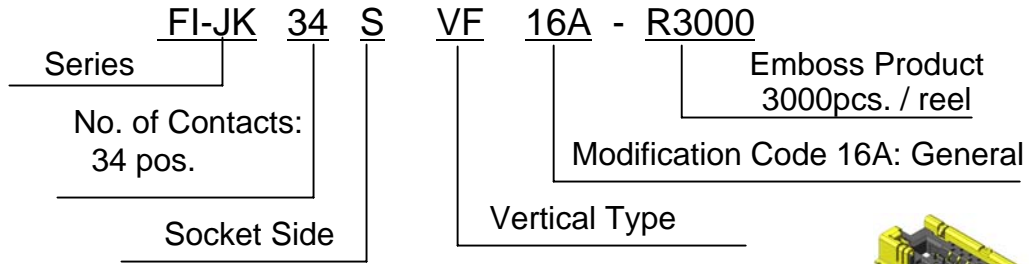 FI-JK 34 S VF 16A - R3000
Series
Emboss Product
3000pcs. / reel
No. of Contacts:
34 pos.
Modification Code 16A: General
Socket Side
Vertical Type